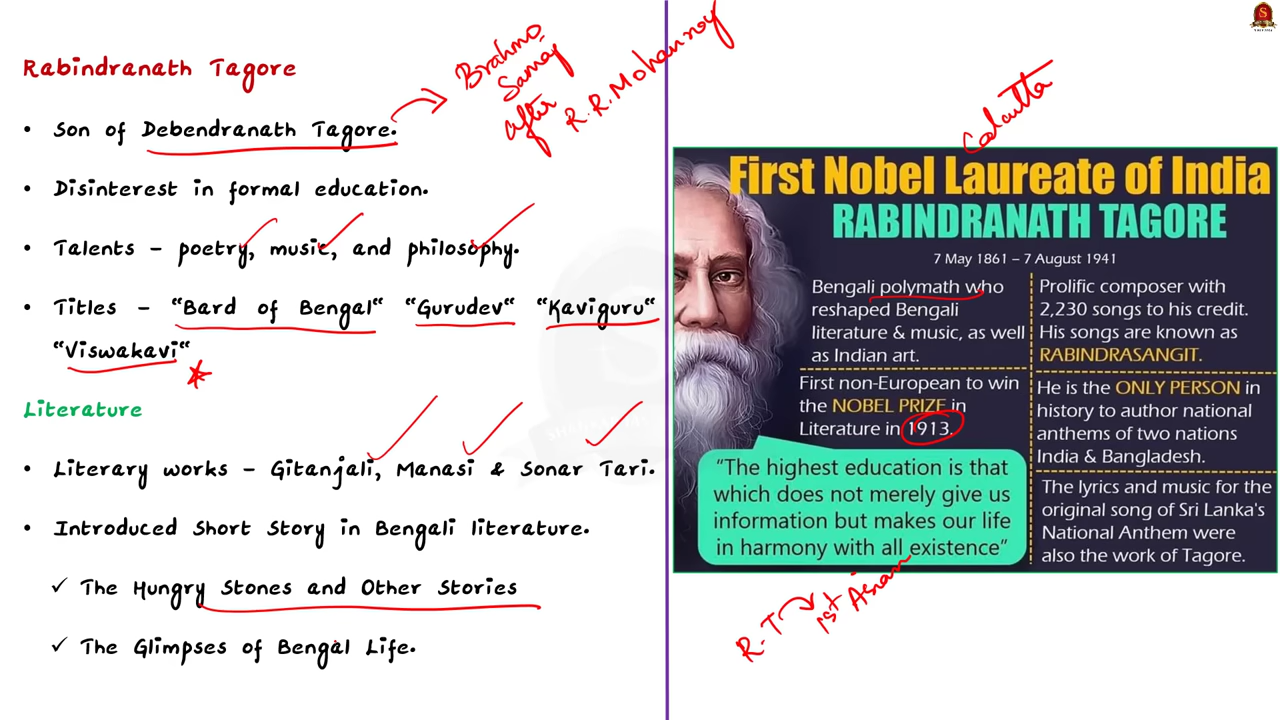 Rabindranath Tagore
• Son of Debendranath Tagore.
Brahmo
Samaj
after
R.R. Mohanroy
• Disinterest in formal education.
• Talents – poetry, music, and philosophy.
• Titles – "Bard of Bengal" "Gurudev" "Kaviguru"
"Viswakavi"
Literature
• Literary works – Gitanjali, Manasi & Sonar Tari.
• Introduced Short Story in Bengali literature.
✓ The Hungry Stones and Other Stories
✓ The Glimpses of Bengal Life.
Calcutta
First Nobel Laureate of India
RABINDRANATH TAGORE
7 May 1861 – 7 August 1941
Bengali polymath who
reshaped Bengali
literature & music, as well
as Indian art.
First non-European to win
the NOBEL PRIZE in
Literature in 1913.
"The highest education is that
which does not merely give us
information but makes our life
in harmony with all existence"
Prolific composer with
2,230 songs to his credit.
His songs are known as
RABINDRASANGIT.
He is the ONLY PERSON in
history to author national
anthems of two nations
India & Bangladesh.
The lyrics and music for the
original song of Sri Lanka's
National Anthem were
also the work of Tagore.
R.T → 1st Asian